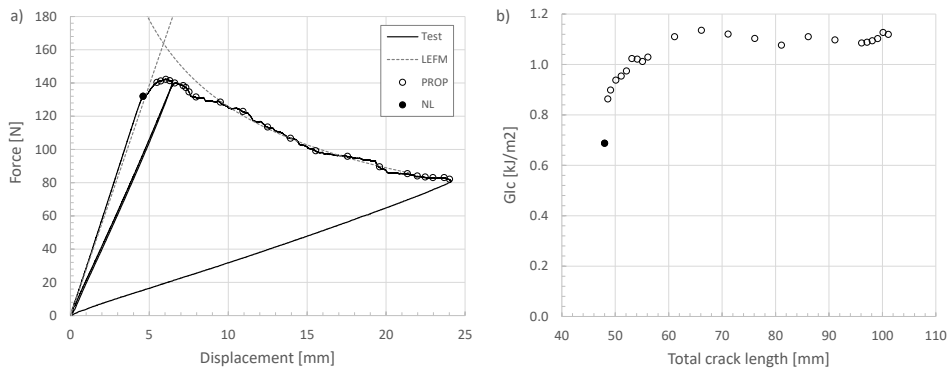 a)
180
160
140
120
100
80
60
40
20
0
Force [N]
0 5 10 15 20 25
Displacement [mm]
Test
LEFM
PROP
NL
b)
1.2
1.0
0.8
0.6
0.4
0.2
0.0
GIc [kJ/m2]
40 50 60 70 80 90 100 110
Total crack length [mm]